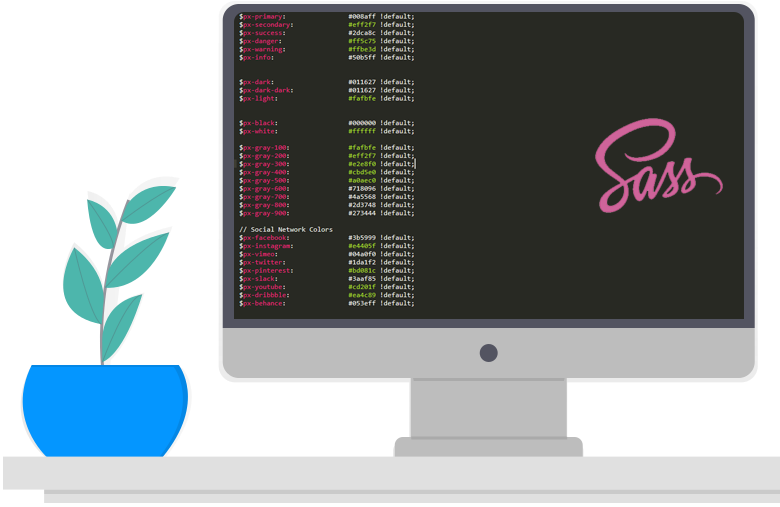 $px-primary: #008aff !default;
$px-secondary: #eff2f7 !default;
$px-success: #2dca8c !default;
$px-danger: #ff5c75 !default;
$px-warning: #ffbe3d !default;
$px-info: #50b5ff !default;
$px-dark: #011627 !default;
$px-dark-dark: #011627 !default;
$px-light: #fafbfe !default;
$px-black: #000000 !default;
$px-white: #ffffff !default;
$px-gray-100: #fafbfe !default;
$px-gray-200: #eff2f7 !default;
$px-gray-300: #e2e8f0 !default;
$px-gray-400: #cbd5e0 !default;
$px-gray-500: #a0aec0 !default;
$px-gray-600: #718096 !default;
$px-gray-700: #4a5568 !default;
$px-gray-800: #2d3748 !default;
$px-gray-900: #273444 !default;
// Social Network Colors
$px-facebook: #3b5999 !default;
$px-instagram: #e4405f !default;
$px-vimeo: #04a0f0 !default;
$px-twitter: #1da1f2 !default;
$px-pinterest: #bd081c !default;
$px-slack: #3aaf85 !default;
$px-youtube: #cd201f !default;
$px-dribbble: #ea4c89 !default;
$px-behance: #053eff !default;
Sass